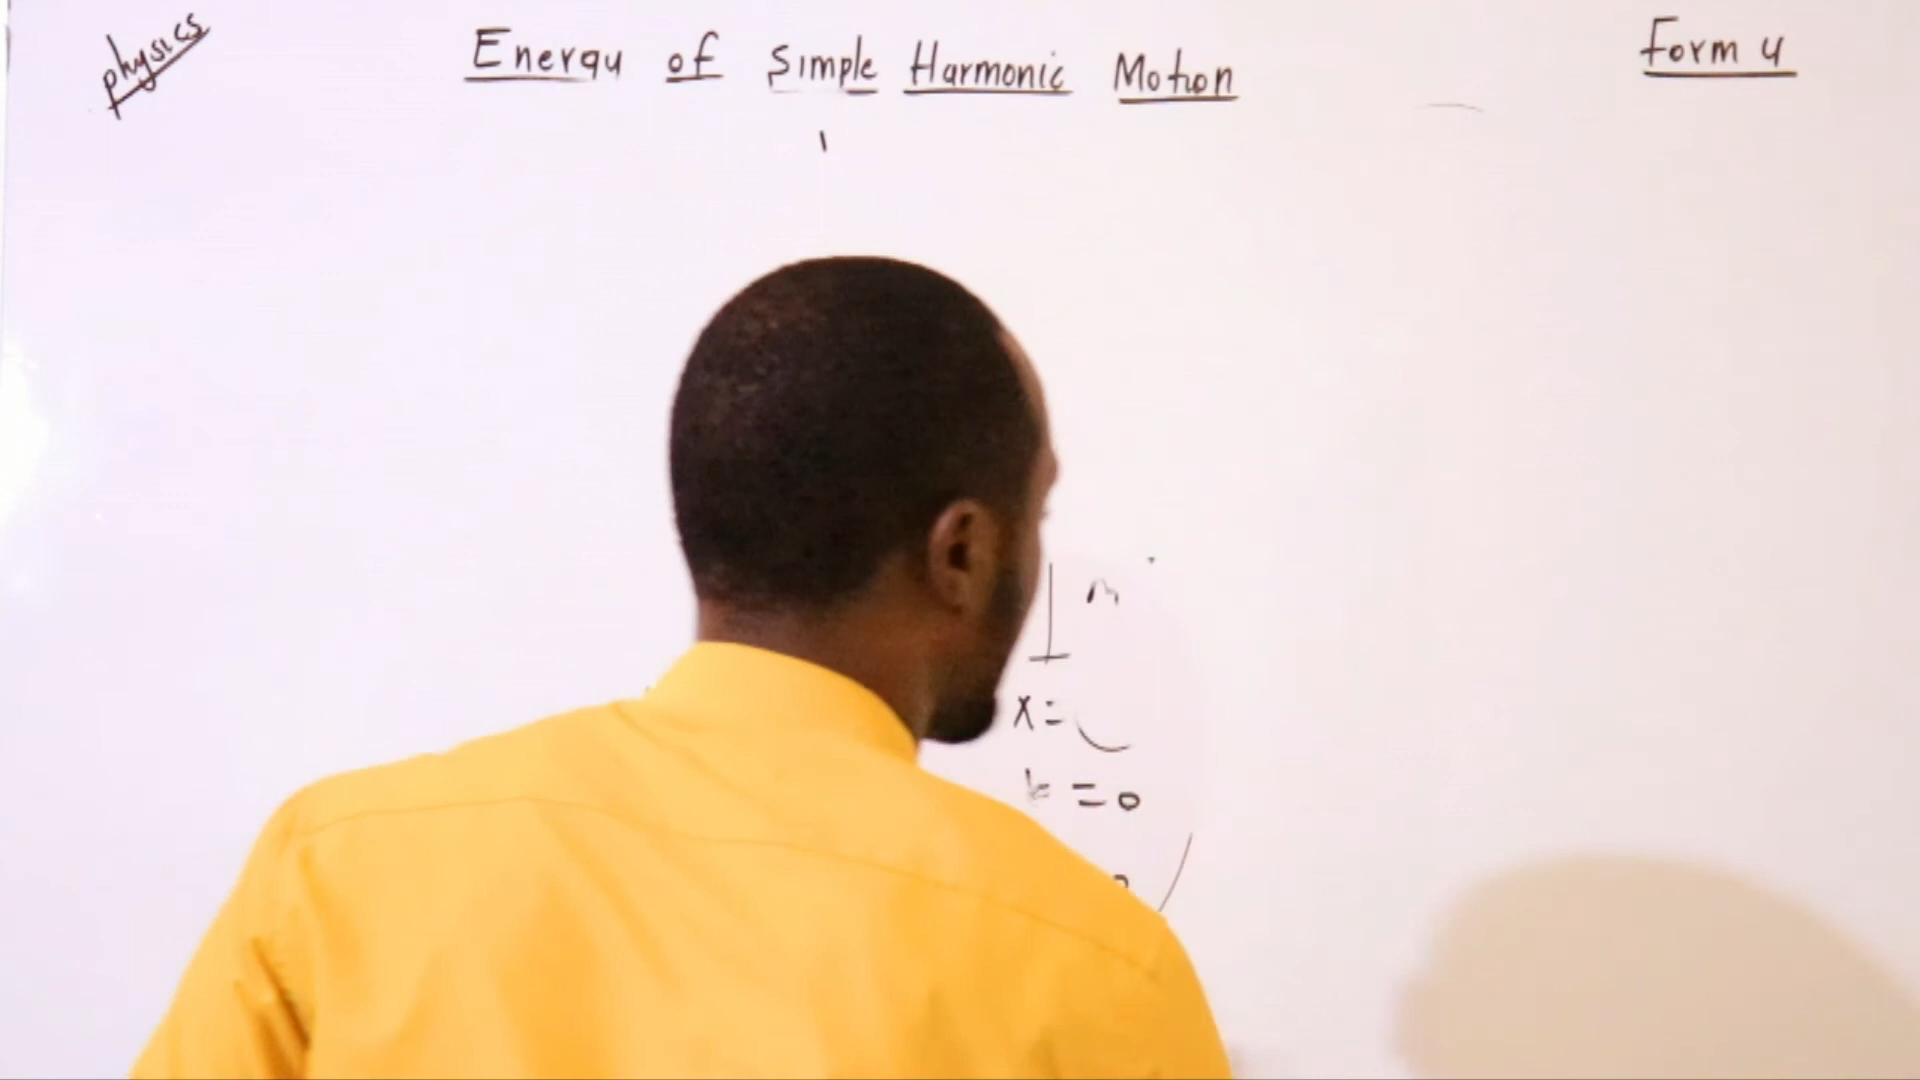 physics
Energy of Simple Harmonic Motion
Form 4
m
x =
= 0